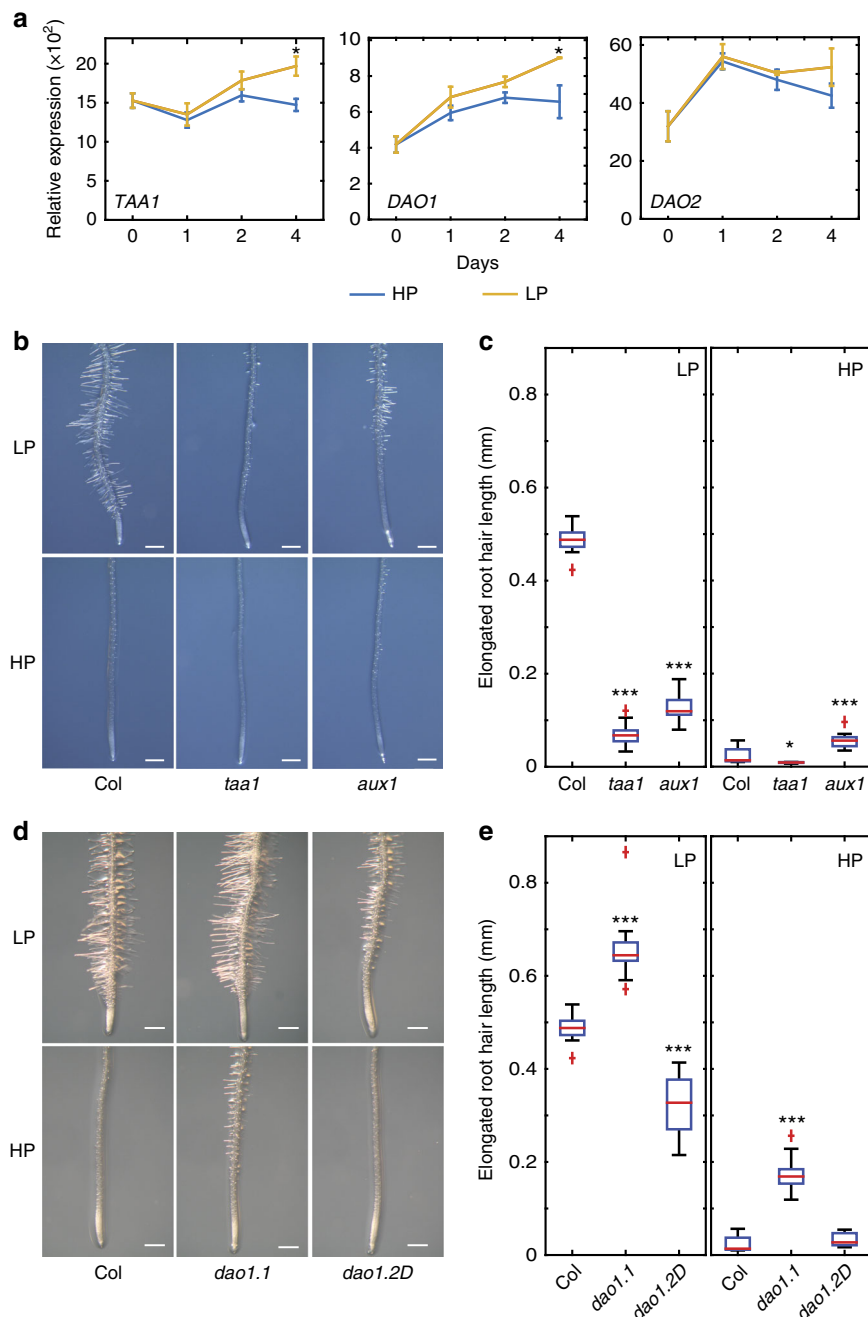 a
Relative expression (×10²)
20
15
10
5
0
TAA1
0 1 2 4
10
8
6
4
2
0
DAO1
0 1 2 4
60
40
20
0
DAO2
0 1 2 4
*
*
Days
HP LP
b
LP
HP
Col taa1 aux1
c
Elongated root hair length (mm)
0.8
0.6
0.4
0.2
0
LP
HP
***
***
*
***
Col taa1 aux1 Col taa1 aux1
d
LP
HP
Col dao1.1 dao1.2D
e
Elongated root hair length (mm)
0.8
0.6
0.4
0.2
0
LP
HP
***
***
***
Col dao1.1 dao1.2D Col dao1.1 dao1.2D